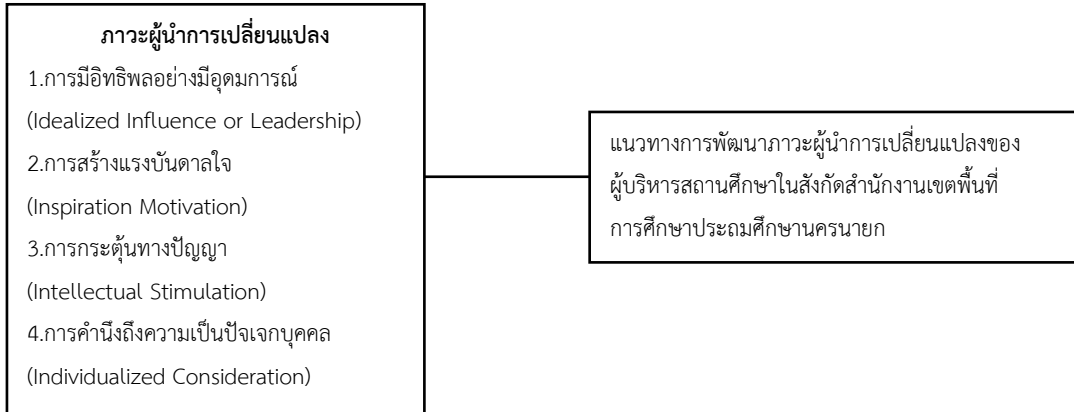 ภาวะผู้นำการเปลี่ยนแปลง
1.การมีอิทธิพลอย่างมีอุดมการณ์
(Idealized Influence or Leadership)
2.การสร้างแรงบันดาลใจ
(Inspiration Motivation)
3.การกระตุ้นทางปัญญา
(Intellectual Stimulation)
4.การคำนึงถึงความเป็นปัจเจกบุคคล
(Individualized Consideration)
แนวทางการพัฒนาภาวะผู้นำการเปลี่ยนแปลงของ
ผู้บริหารสถานศึกษาในสังกัดสำนักงานเขตพื้นที่
การศึกษาประถมศึกษานครนายก